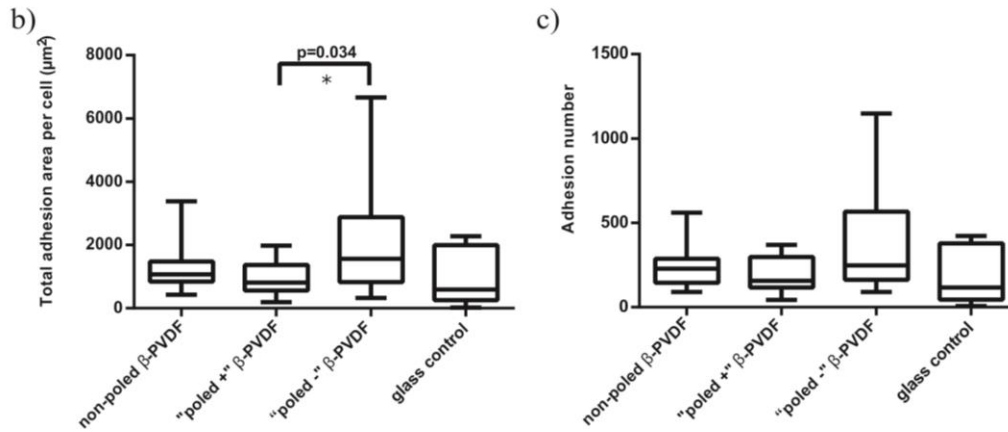 b)
Total adhesion area per cell (µm²)
8000
6000
4000
2000
0
p=0.034
*
non-poled β-PVDF
"poled +" β-PVDF
“poled -" β-PVDF
glass control
c)
Adhesion number
1500
1000
500
0
non-poled β-PVDF
"poled +" β-PVDF
“poled -" β-PVDF
glass control